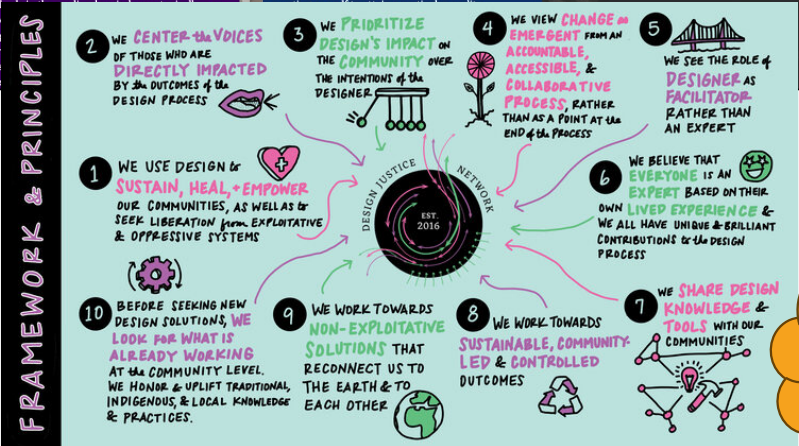 FRAMEWORK & PRINCIPLES
1
WE USE DESIGN to
SUSTAIN, HEAL, + EMPOWER
OUR COMMUNITIES, AS WELL AS to
SEEK LIBERATION from EXPLOITATIVE
& OPPRESSIVE SYSTEMS
2
WE CENTER the VOICES
OF THOSE WHO ARE
DIRECTLY IMPACTED
BY the OUTCOMES of the
DESIGN PROCESS
3
WE PRIORITIZE
DESIGN'S IMPACT ON
THE COMMUNITY OVER
THE INTENTIONS of the
DESIGNER
4
WE VIEW CHANGE as
EMERGENT FROM AN
ACCOUNTABLE,
ACCESSIBLE, &
COLLABORATIVE
PROCESS, RATHER
THAN AS A POINT AT the
END of the PROCESS
5
WE SEE THE ROLE of
DESIGNER AS
FACILITATOR
RATHER THAN
AN EXPERT
6
WE BELIEVE THAT
EVERYONE IS AN
EXPERT BASED ON THEIR
OWN LIVED EXPERIENCE &
WE ALL HAVE UNIQUE & BRILLIANT
CONTRIBUTIONS to the DESIGN
PROCESS
7
WE SHARE DESIGN
KNOWLEDGE &
TOOLS WITH OUR
COMMUNITIES
8
WE WORK TOWARDS
SUSTAINABLE, COMMUNITY-
LED & CONTROLLED
OUTCOMES
9
WE WORK TOWARDS
NON-EXPLOITATIVE
SOLUTIONS THAT
RECONNECT US TO
THE EARTH & TO
EACH OTHER
10
BEFORE SEEKING NEW
DESIGN SOLUTIONS, WE
LOOK FOR WHAT IS
ALREADY WORKING
AT the COMMUNITY LEVEL.
WE HONOR & UPLIFT TRADITIONAL,
INDIGENOUS, & LOCAL KNOWLEDGE
& PRACTICES.
DESIGN JUSTICE NETWORK
EST.
2016